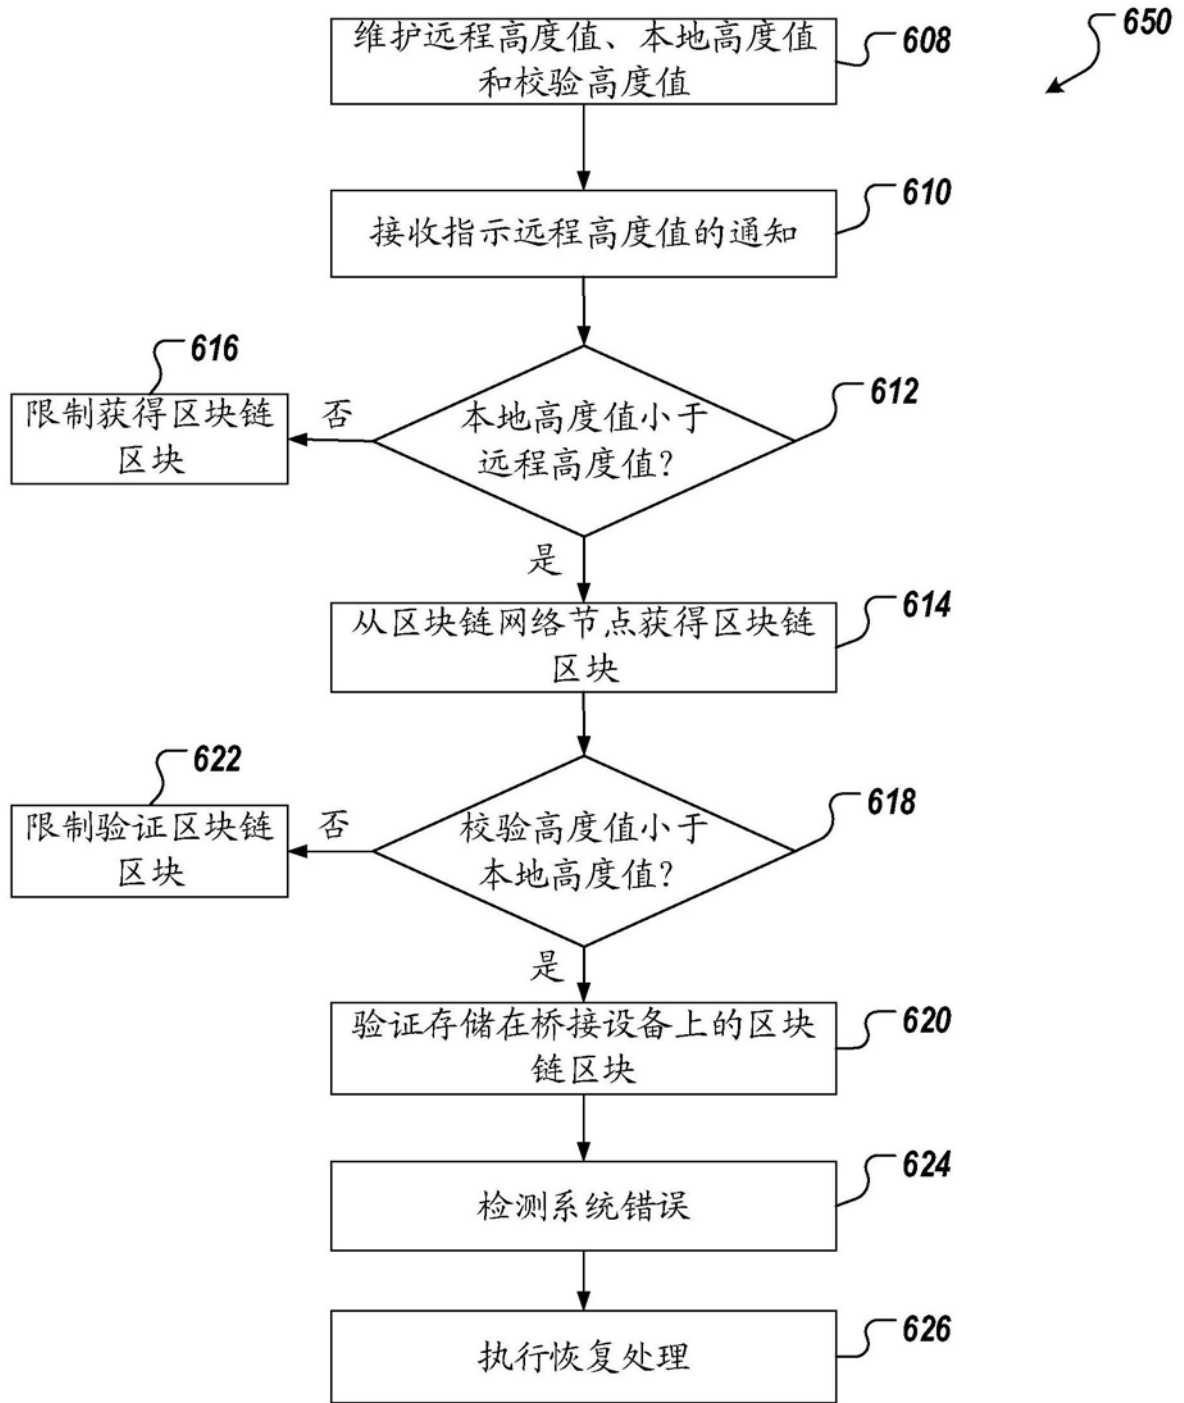 650
维护远程高度值、本地高度值
和校验高度值
608
接收指示远程高度值的通知
610
本地高度值小于
远程高度值?
612
否
616
限制获得区块链
区块
是
从区块链网络节点获得区块链
区块
614
校验高度值小于
本地高度值?
618
否
622
限制验证区块链
区块
是
验证存储在桥接设备上的区块
链区块
620
检测系统错误
624
执行恢复处理
626